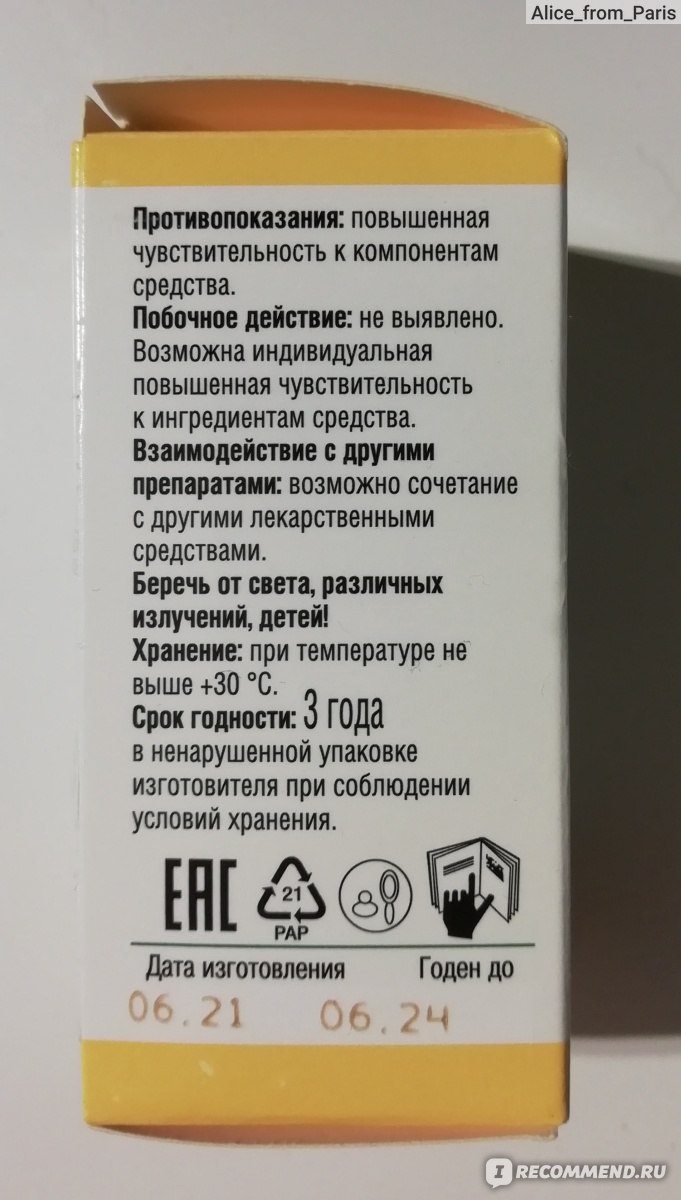 Alice_from_Paris
Противопоказания: повышенная
чувствительность к компонентам
средства.
Побочное действие: не выявлено.
Возможна индивидуальная
повышенная чувствительность
к ингредиентам средства.
Взаимодействие с другими
препаратами: возможно сочетание
с другими лекарственными
средствами.
Беречь от света, различных
излучений, детей!
Хранение: при температуре не
выше +30 °С.
Срок годности: 3 года
в ненарушенной упаковке
изготовителя при соблюдении
условий хранения.
EAC 21
PAP
Дата изготовления Годен до
06.21 06.24
IRECOMMEND.RU